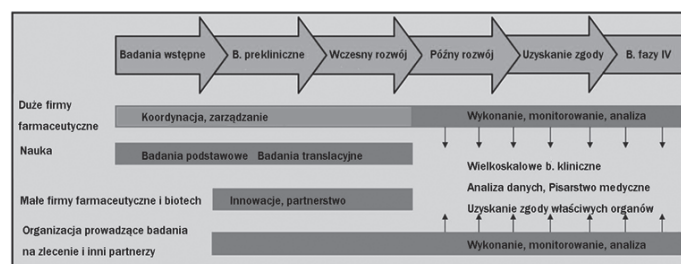 Badania wstępne B. prekliniczne Wczesny rozwój Późny rozwój Uzyskanie zgody B. fazy IV
Duże firmy
farmaceutyczne
Koordynacja, zarządzanie Wykonanie, monitorowanie, analiza
Nauka
Badania podstawowe Badania translacyjne
Wielkoskalowe b. kliniczne
Analiza danych, Pisarstwo medyczne
Uzyskanie zgody właściwych organów
Małe firmy farmaceutyczne i biotech
Innowacje, partnerstwo
Organizacja prowadzące badania
na zlecenie i inni partnerzy
Wykonanie, monitorowanie, analiza